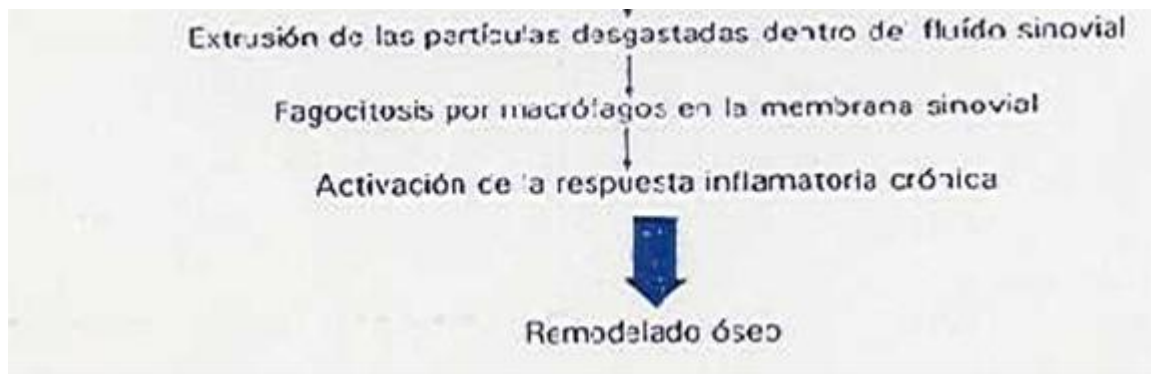 Extrusión de las partículas desgastadas dentro del fluído sinovial
Fagocitosis por macrófagos en la membrana sinovial
Activación de la respuesta inflamatoria crónica
Remodelado óseo